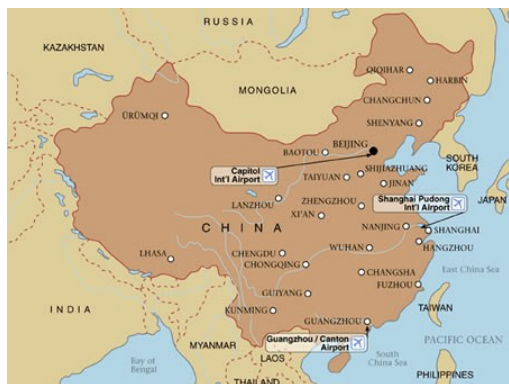 RUSSIA
KAZAKHSTAN
QIQIHAR
HARBIN
MONGOLIA
CHANGCHUN
ÜRÜMQI
SHENYANG
BEIJING
BAOTOU
SOUTH
KOREA
Capitol
Int'l Airport
SHIJIAZHUANG
TAIYUAN
JINAN
LANZHOU
ZHENGZHOU
Shanghai Pudong
Int'l Airport
JAPAN
XI'AN
CHINA
NANJING
SHANGHAI
HANGZHOU
LHASA
CHENGDU
WUHAN
CHONGQING
CHANGSHA
East China Sea
FUZHOU
GUIYANG
INDIA
KUNMING
GUANGZHOU
TAIWAN
Guangzhou / Canton
Airport
MYANMAR
LAOS
PACIFIC OCEAN
Bay of
Bengal
South
China Sea
THAILAND
PHILIPPINES